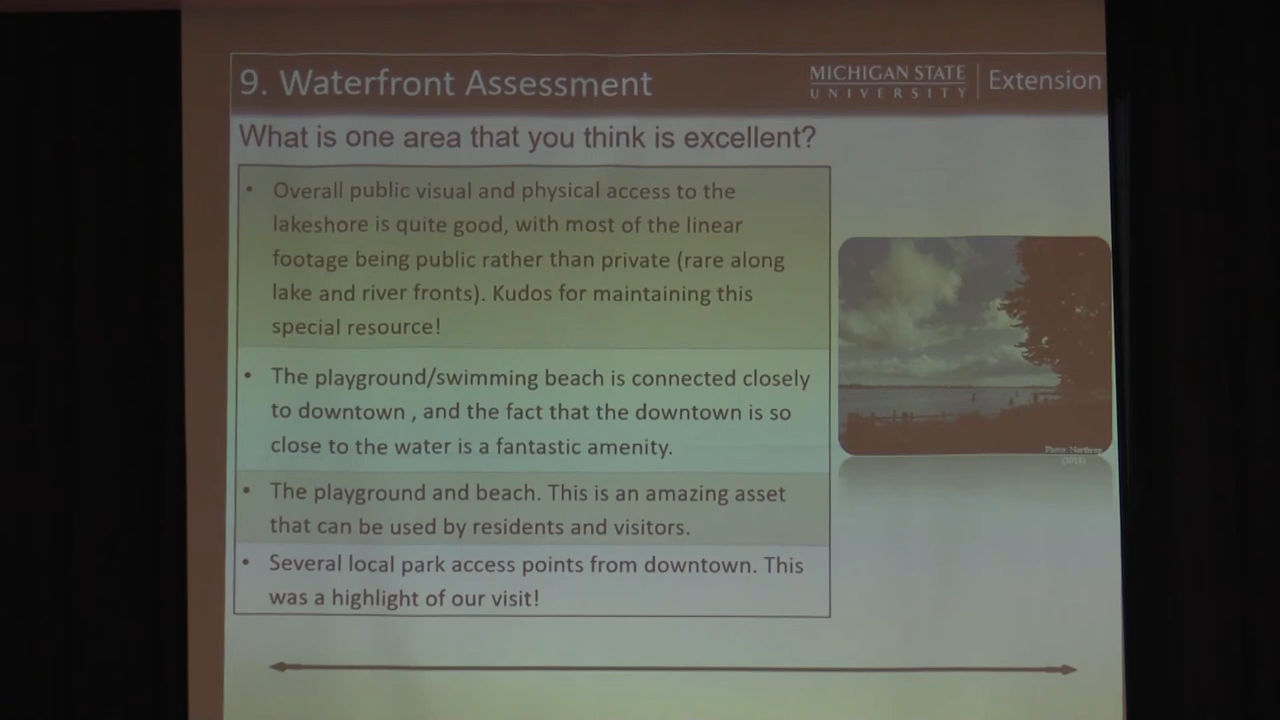 9. Waterfront Assessment
MICHIGAN STATE
UNIVERSITY
Extension
What is one area that you think is excellent?
• Overall public visual and physical access to the
lakeshore is quite good, with most of the linear
footage being public rather than private (rare along
lake and river fronts). Kudos for maintaining this
special resource!
• The playground/swimming beach is connected closely
to downtown , and the fact that the downtown is so
close to the water is a fantastic amenity.
• The playground and beach. This is an amazing asset
that can be used by residents and visitors.
• Several local park access points from downtown. This
was a highlight of our visit!
Photo: Northrop